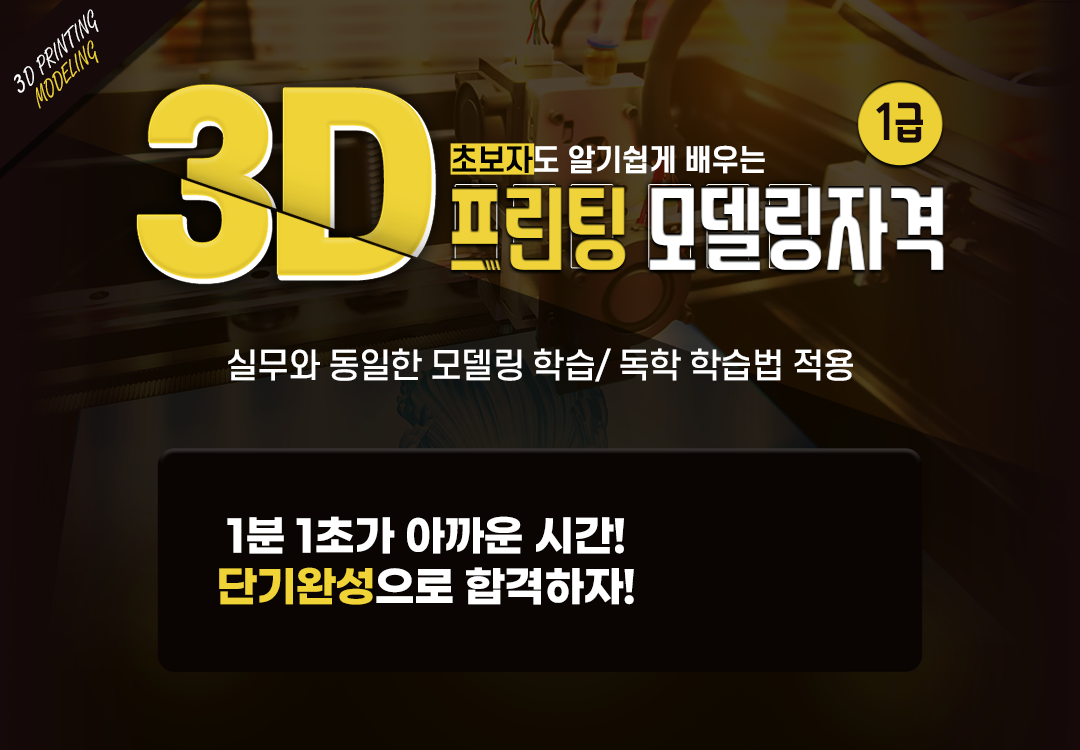 3D PRINTING
MODELING
1급
3D
초보자도 알기쉽게 배우는
프린팅 모델링자격
실무와 동일한 모델링 학습/ 독학 학습법 적용
1분 1초가 아까운 시간!
단기완성으로 합격하자!